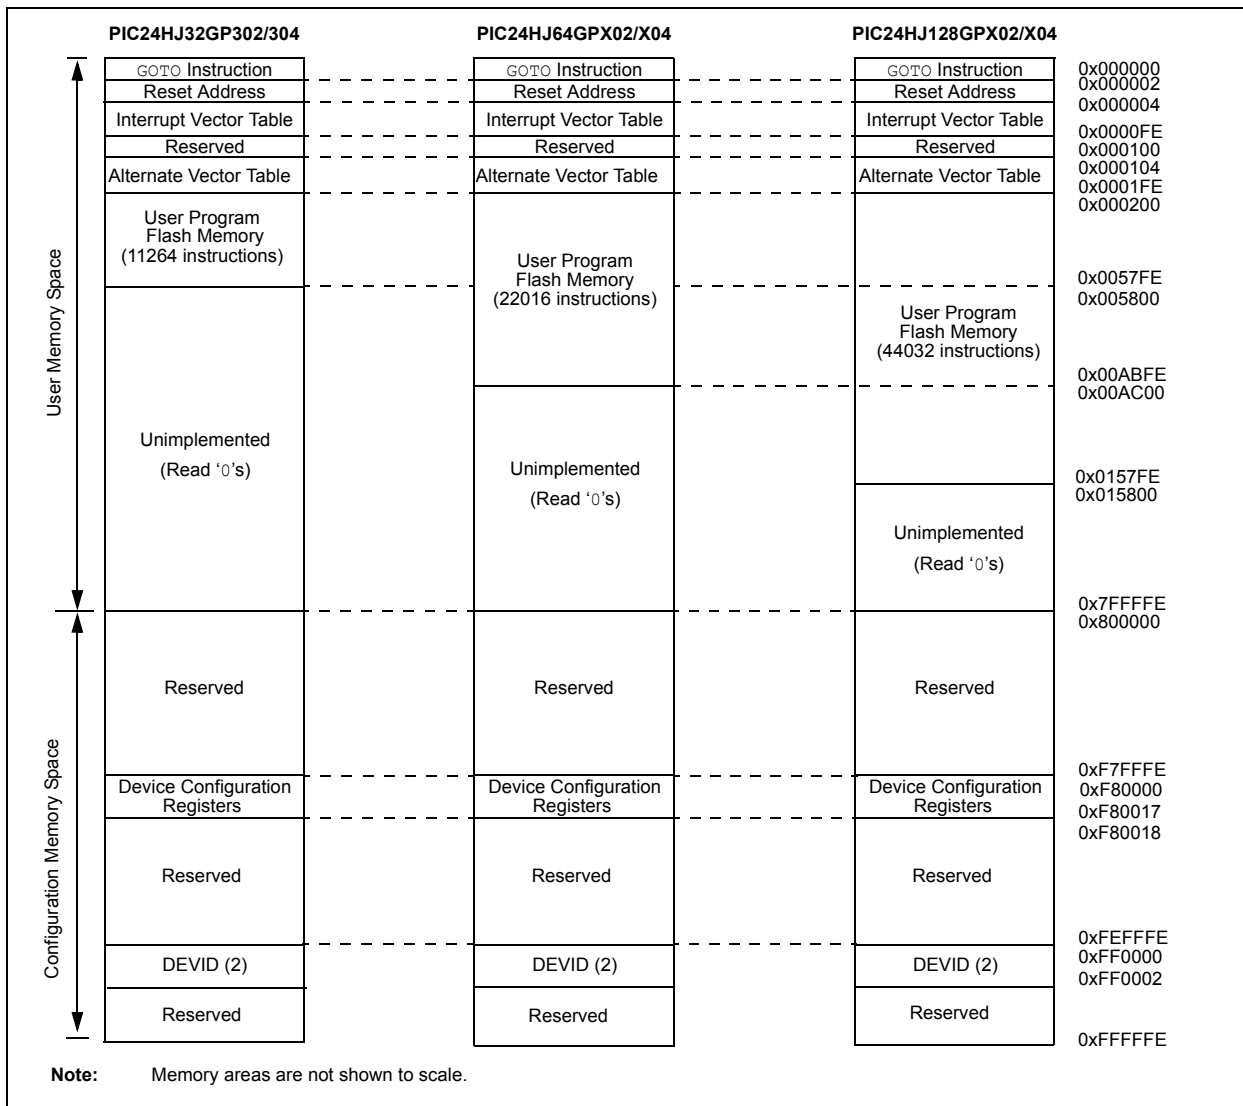 PIC24HJ32GP302/304
PIC24HJ64GPX02/X04
PIC24HJ128GPX02/X04
User Memory Space
Configuration Memory Space
GOTO Instruction
Reset Address
Interrupt Vector Table
Reserved
Alternate Vector Table
User Program
Flash Memory
(11264 instructions)
Unimplemented
(Read ‘0’s)
Reserved
Device Configuration
Registers
Reserved
DEVID (2)
Reserved
GOTO Instruction
Reset Address
Interrupt Vector Table
Reserved
Alternate Vector Table
User Program
Flash Memory
(22016 instructions)
Unimplemented
(Read ‘0’s)
Reserved
Device Configuration
Registers
Reserved
DEVID (2)
Reserved
GOTO Instruction
Reset Address
Interrupt Vector Table
Reserved
Alternate Vector Table
User Program
Flash Memory
(44032 instructions)
Unimplemented
(Read ‘0’s)
Reserved
Device Configuration
Registers
Reserved
DEVID (2)
Reserved
0x000000
0x000002
0x000004
0x0000FE
0x000100
0x000104
0x0001FE
0x000200
0x0057FE
0x005800
0x00ABFE
0x00AC00
0x0157FE
0x015800
0x7FFFFE
0x800000
0xF7FFFE
0xF80000
0xF80017
0xF80018
0xFEFFFE
0xFF0000
0xFF0002
0xFFFFFE
Note: Memory areas are not shown to scale.